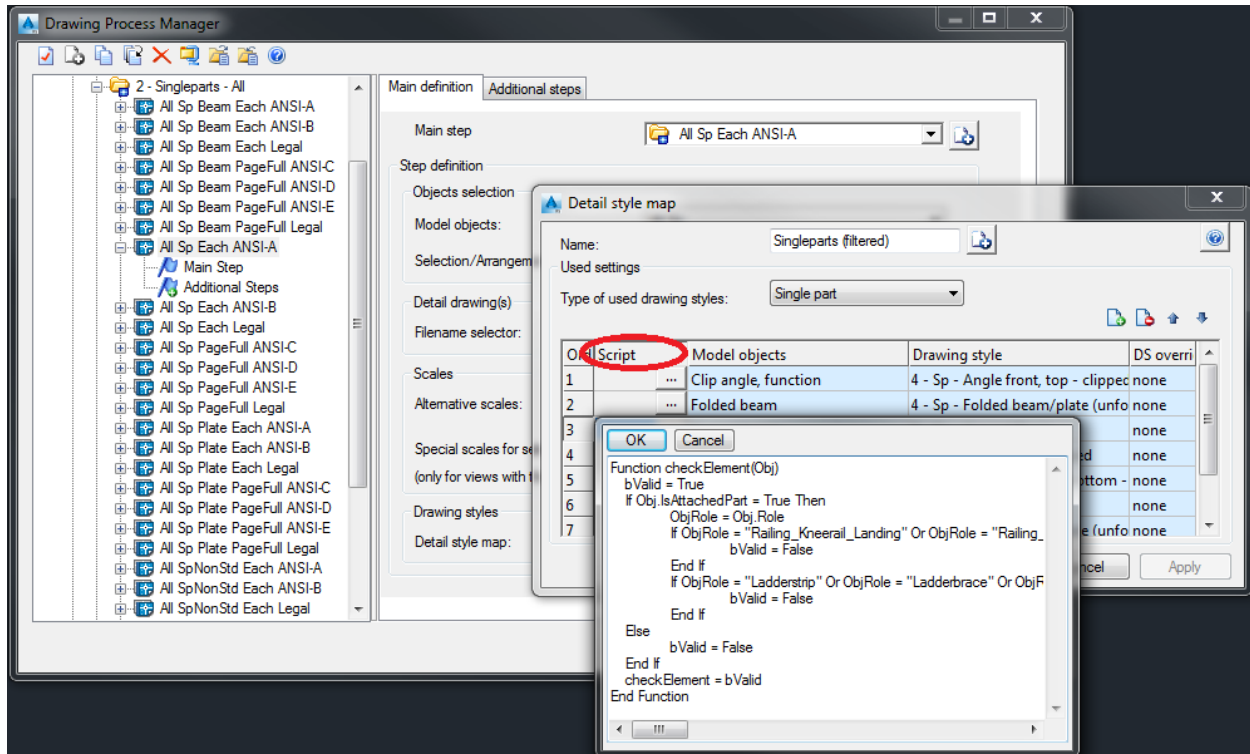 Drawing Process Manager
2 - Singleparts - All
All Sp Beam Each ANSI-A
All Sp Beam Each ANSI-B
All Sp Beam Each Legal
All Sp Beam PageFull ANSI-C
All Sp Beam PageFull ANSI-D
All Sp Beam PageFull ANSI-E
All Sp Beam PageFull Legal
All Sp Each ANSI-A
Main Step
Additional Steps
All Sp Each ANSI-B
All Sp Each Legal
All Sp PageFull ANSI-C
All Sp PageFull ANSI-D
All Sp PageFull ANSI-E
All Sp PageFull Legal
All Sp Plate Each ANSI-A
All Sp Plate Each ANSI-B
All Sp Plate Each Legal
All Sp Plate PageFull ANSI-C
All Sp Plate PageFull ANSI-D
All Sp Plate PageFull ANSI-E
All Sp Plate PageFull Legal
All SpNonStd Each ANSI-A
All SpNonStd Each ANSI-B
All SpNonStd Each Legal
Main definition Additional steps
Main step All Sp Each ANSI-A
Step definition
Objects selection
Model objects:
Selection/Arrangem
Detail drawing(s)
Filename selector:
Scales
Alternative scales:
Special scales for se
(only for views with
Drawing styles
Detail style map:
Detail style map
Name: Singleparts (filtered)
Used settings
Type of used drawing styles: Single part
Script Model objects Drawing style DS overri
1 ... Clip angle, function 4 - Sp - Angle front, top - clipped none
2 ... Folded beam 4 - Sp - Folded beam/plate (unfo none
3 none
4 ed none
5 ottom - none
6 none
7 e (unfo none
ncel Apply
OK Cancel
Function checkElement(Obj)
bValid = True
If Obj.IsAttachedPart = True Then
ObjRole = Obj.Role
If ObjRole = "Railing_Kneerail_Landing" Or ObjRole = "Railing_
bValid = False
End If
If ObjRole = "Ladderstrip" Or ObjRole = "Ladderbrace" Or ObjR
bValid = False
End If
Else
bValid = False
End If
checkElement = bValid
End Function